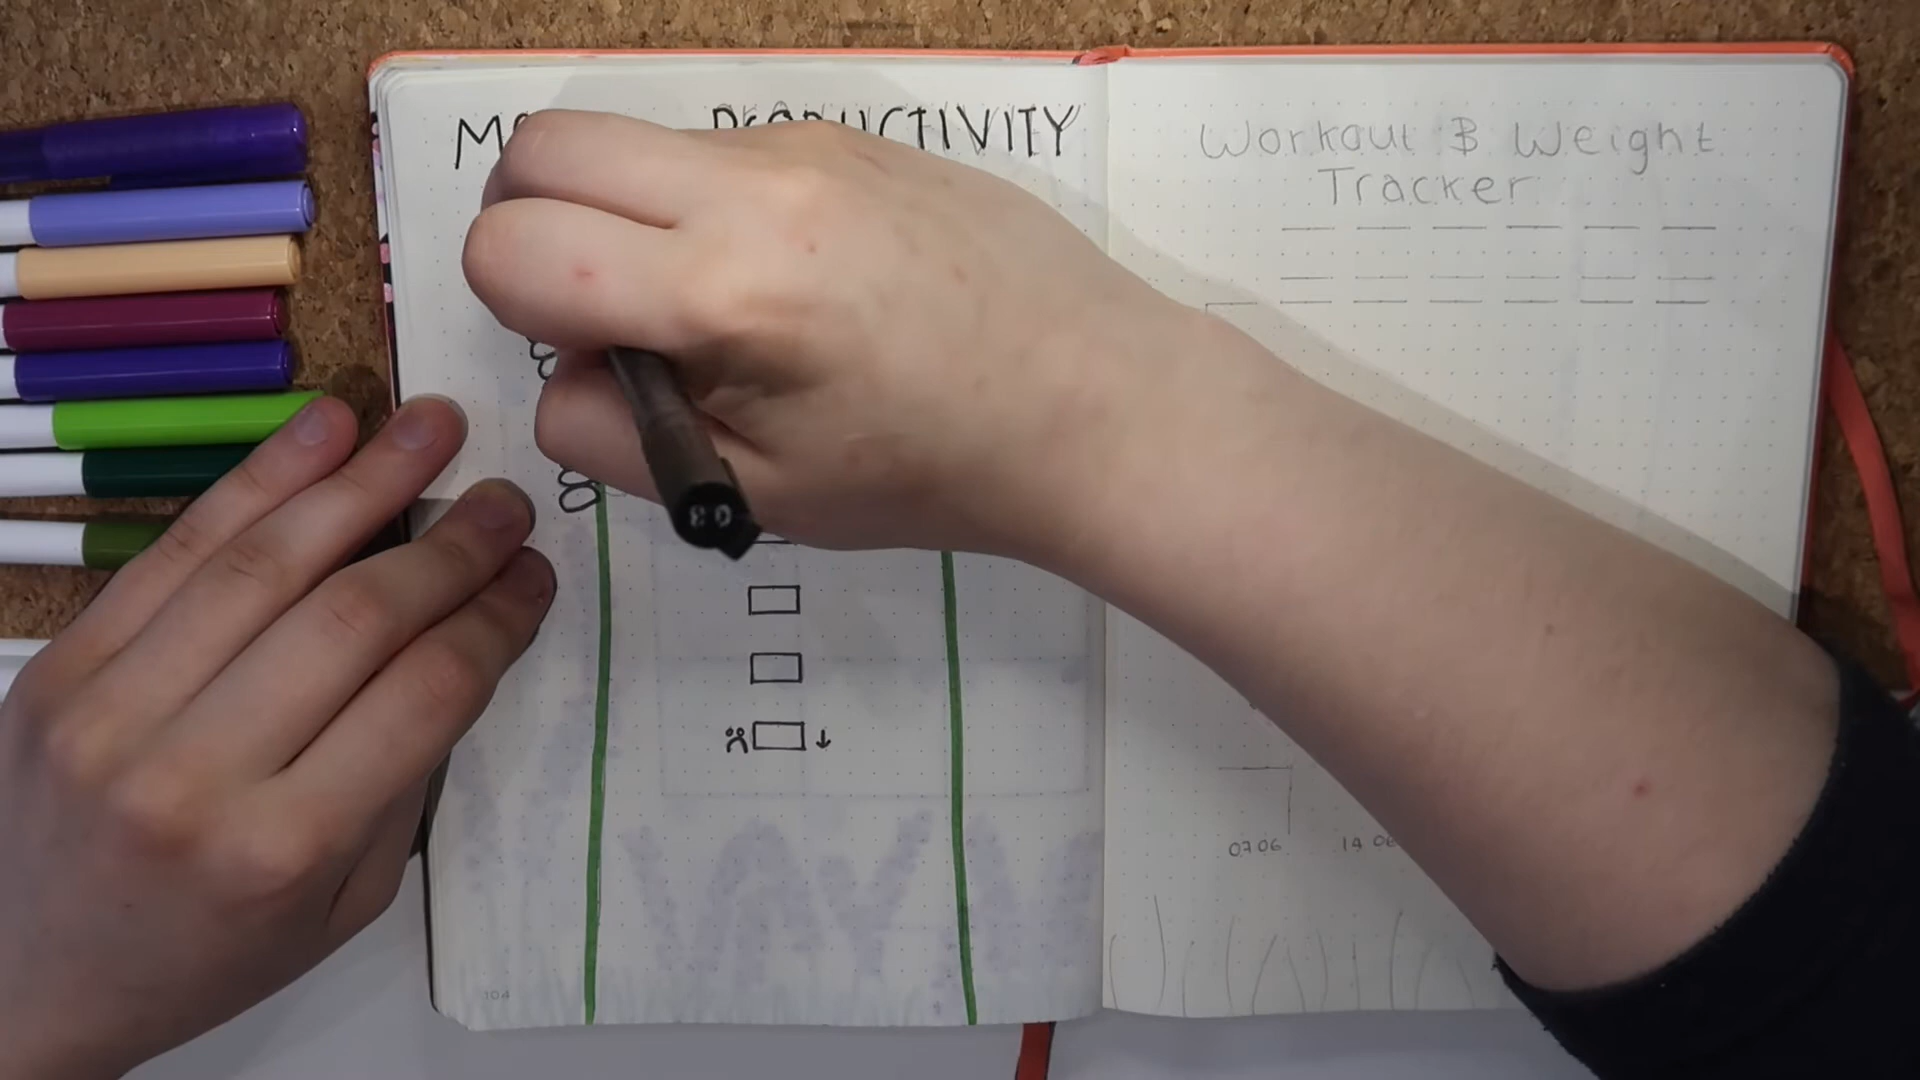 PRODUCTIVITY
Workout & Weight
Tracker
07 06
104